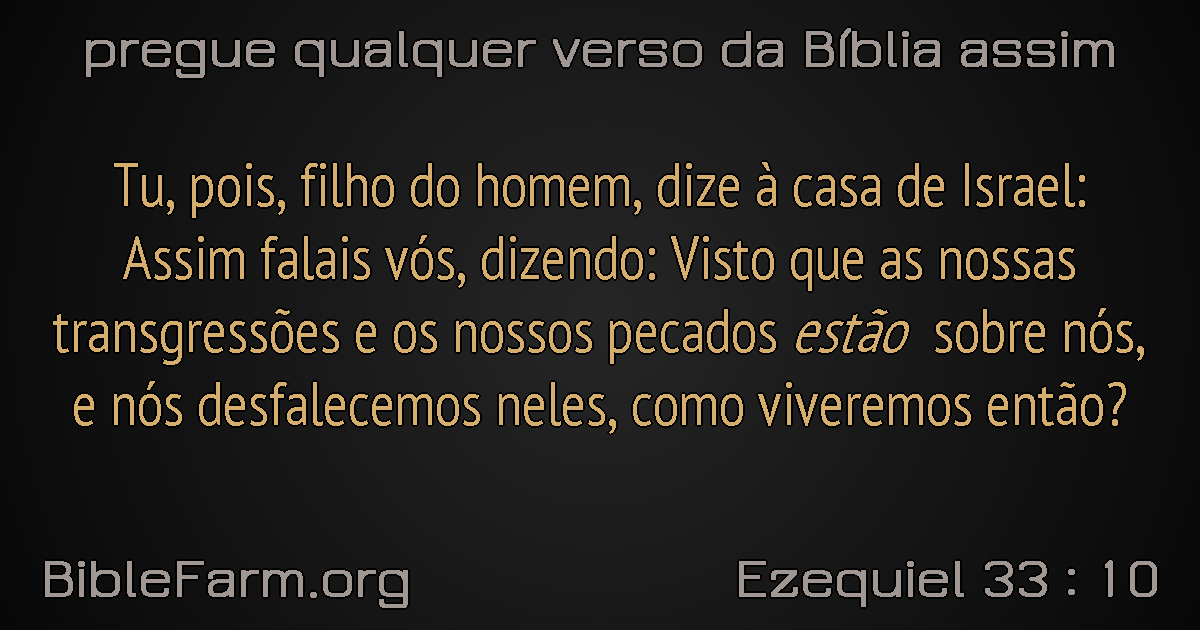 pregue qualquer verso da Bíblia assim
Tu, pois, filho do homem, dize à casa de Israel:
Assim falais vós, dizendo: Visto que as nossas
transgressões e os nossos pecados estão sobre nós,
e nós desfalecemos neles, como viveremos então?
BibleFarm.org
Ezequiel 33 : 10